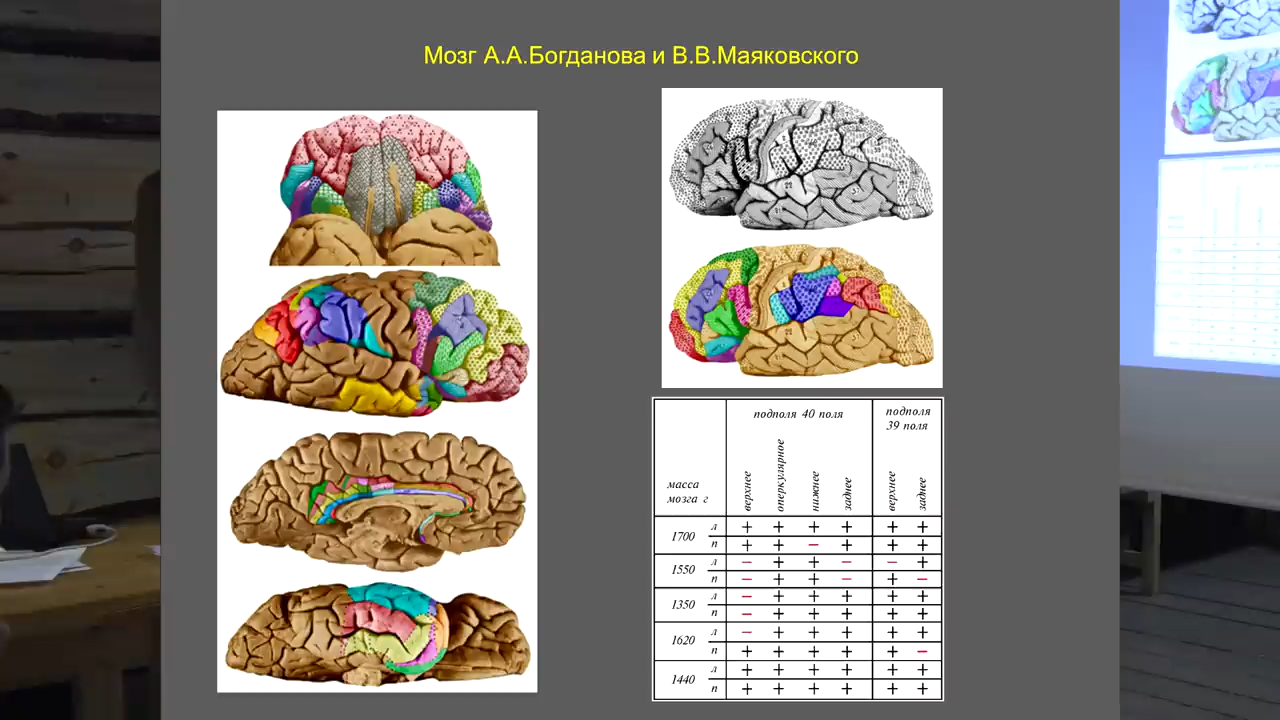 Мозг А.А.Богданова и В.В.Маяковского
масса мозга г | подполя 40 поля | подполя 39 поля
верхнее | оперкулярное | нижнее | заднее | верхнее | заднее
1700 л + + + + + +
п + + − + + +
1550 л − + + − − +
п − + + − + −
1350 л − + + + + +
п − + + + + +
1620 л − + + + + +
п + + + + + −
1440 л + + + + + +
п + + + + + +